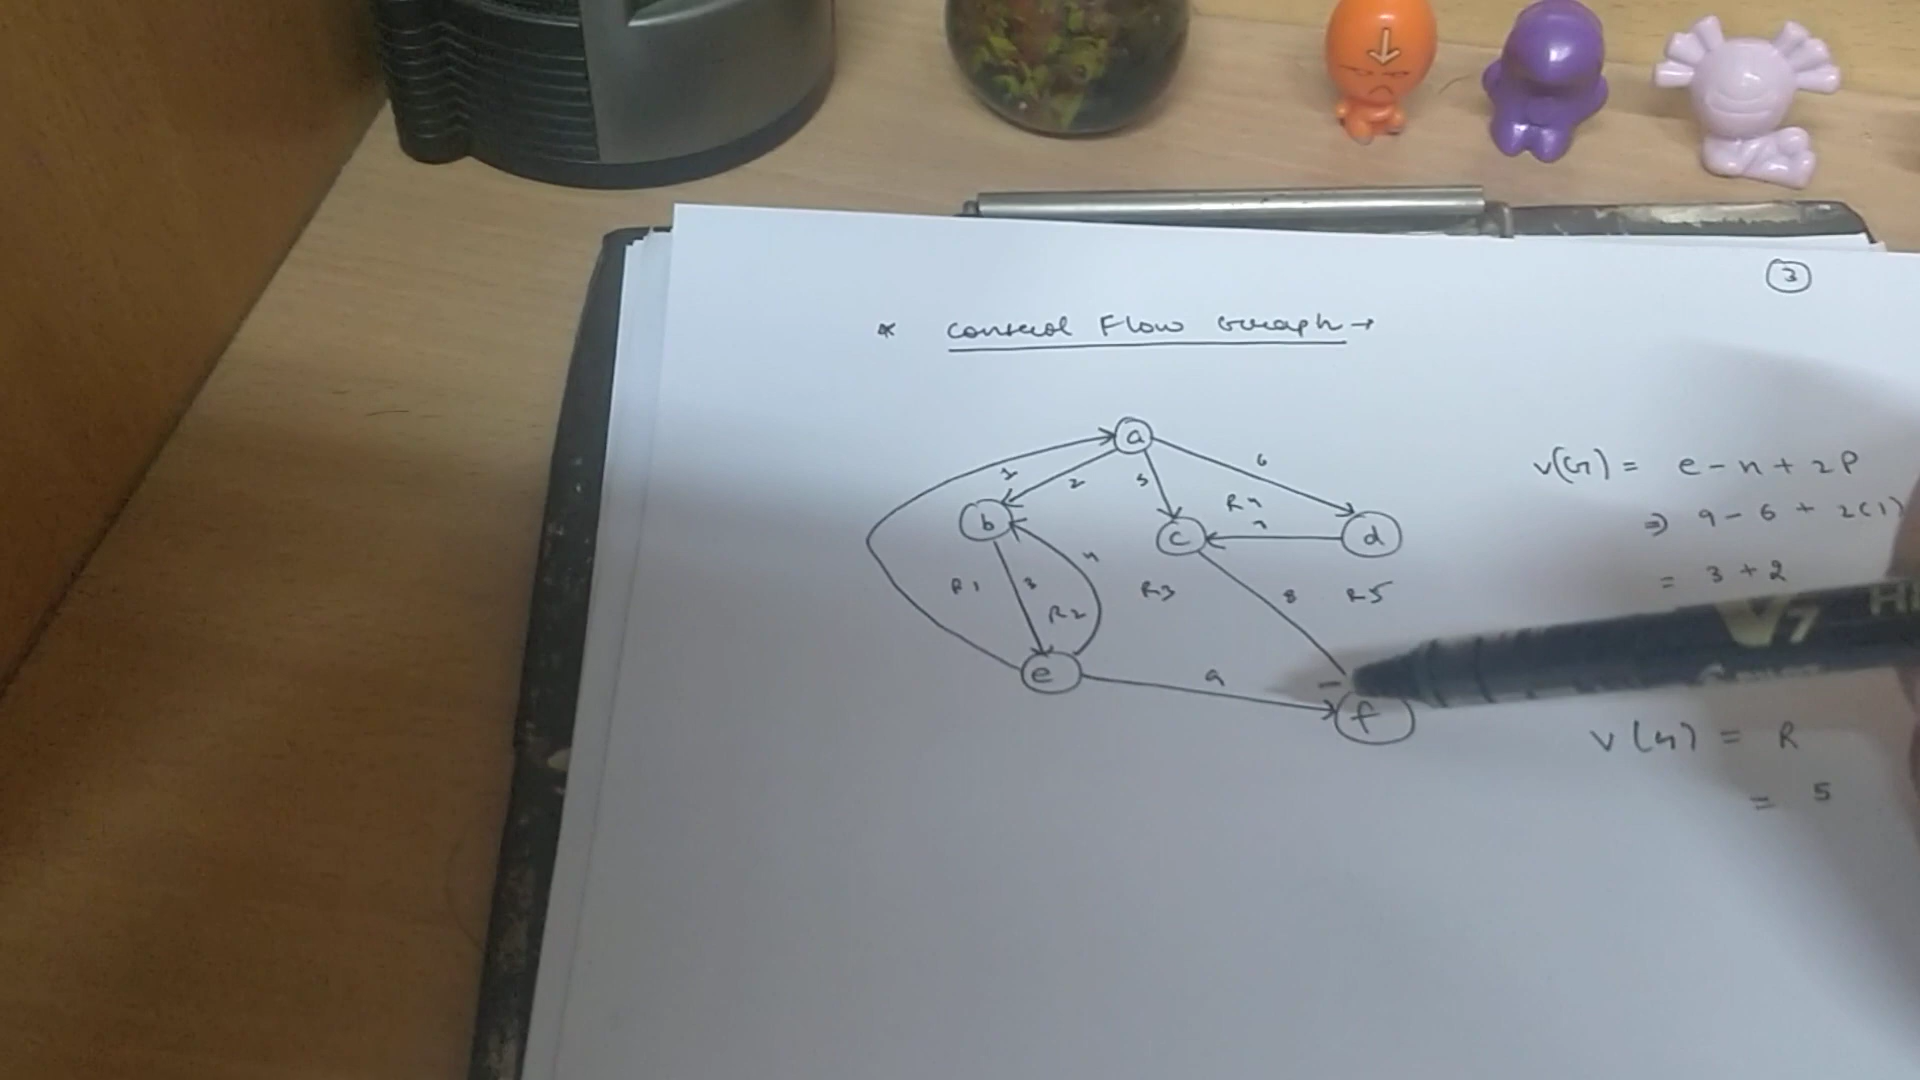 3
* Control Flow Graph →
a
1
2
5
6
b
c
d
R4
7
V(G) = e - n + 2P
⇒ 9 - 6 + 2(1)
= 3 + 2
R1
3
R2
4
R3
8
R5
e
9
f
V7
V(G) = R
= 5